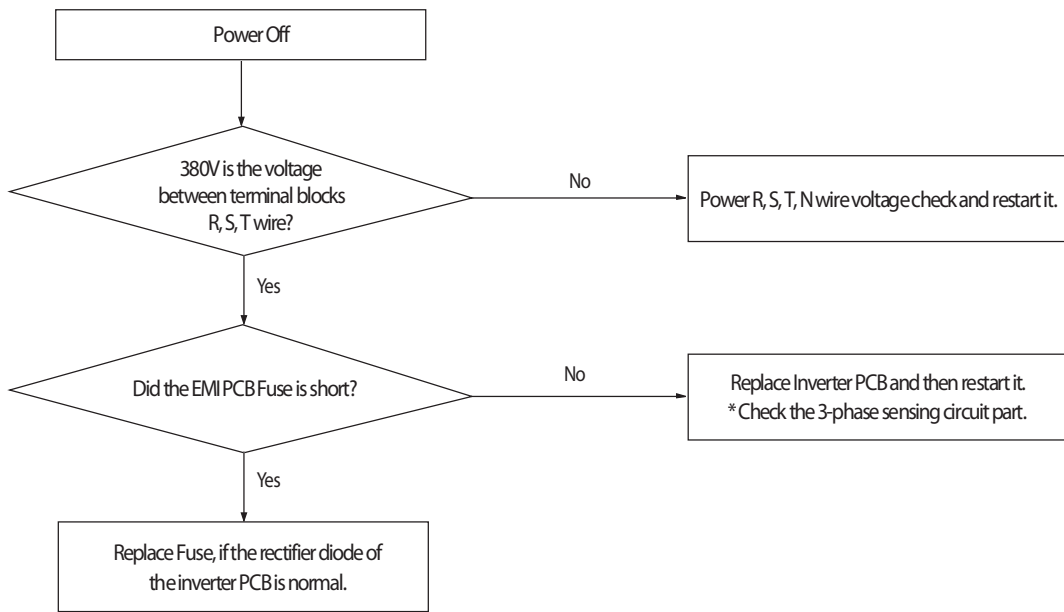 Power Off
380V is the voltage
between terminal blocks
R, S, T wire?
No
Power R, S, T, N wire voltage check and restart it.
Yes
Did the EMI PCB Fuse is short?
No
Replace Inverter PCB and then restart it.
* Check the 3-phase sensing circuit part.
Yes
Replace Fuse, if the rectifier diode of
the inverter PCB is normal.